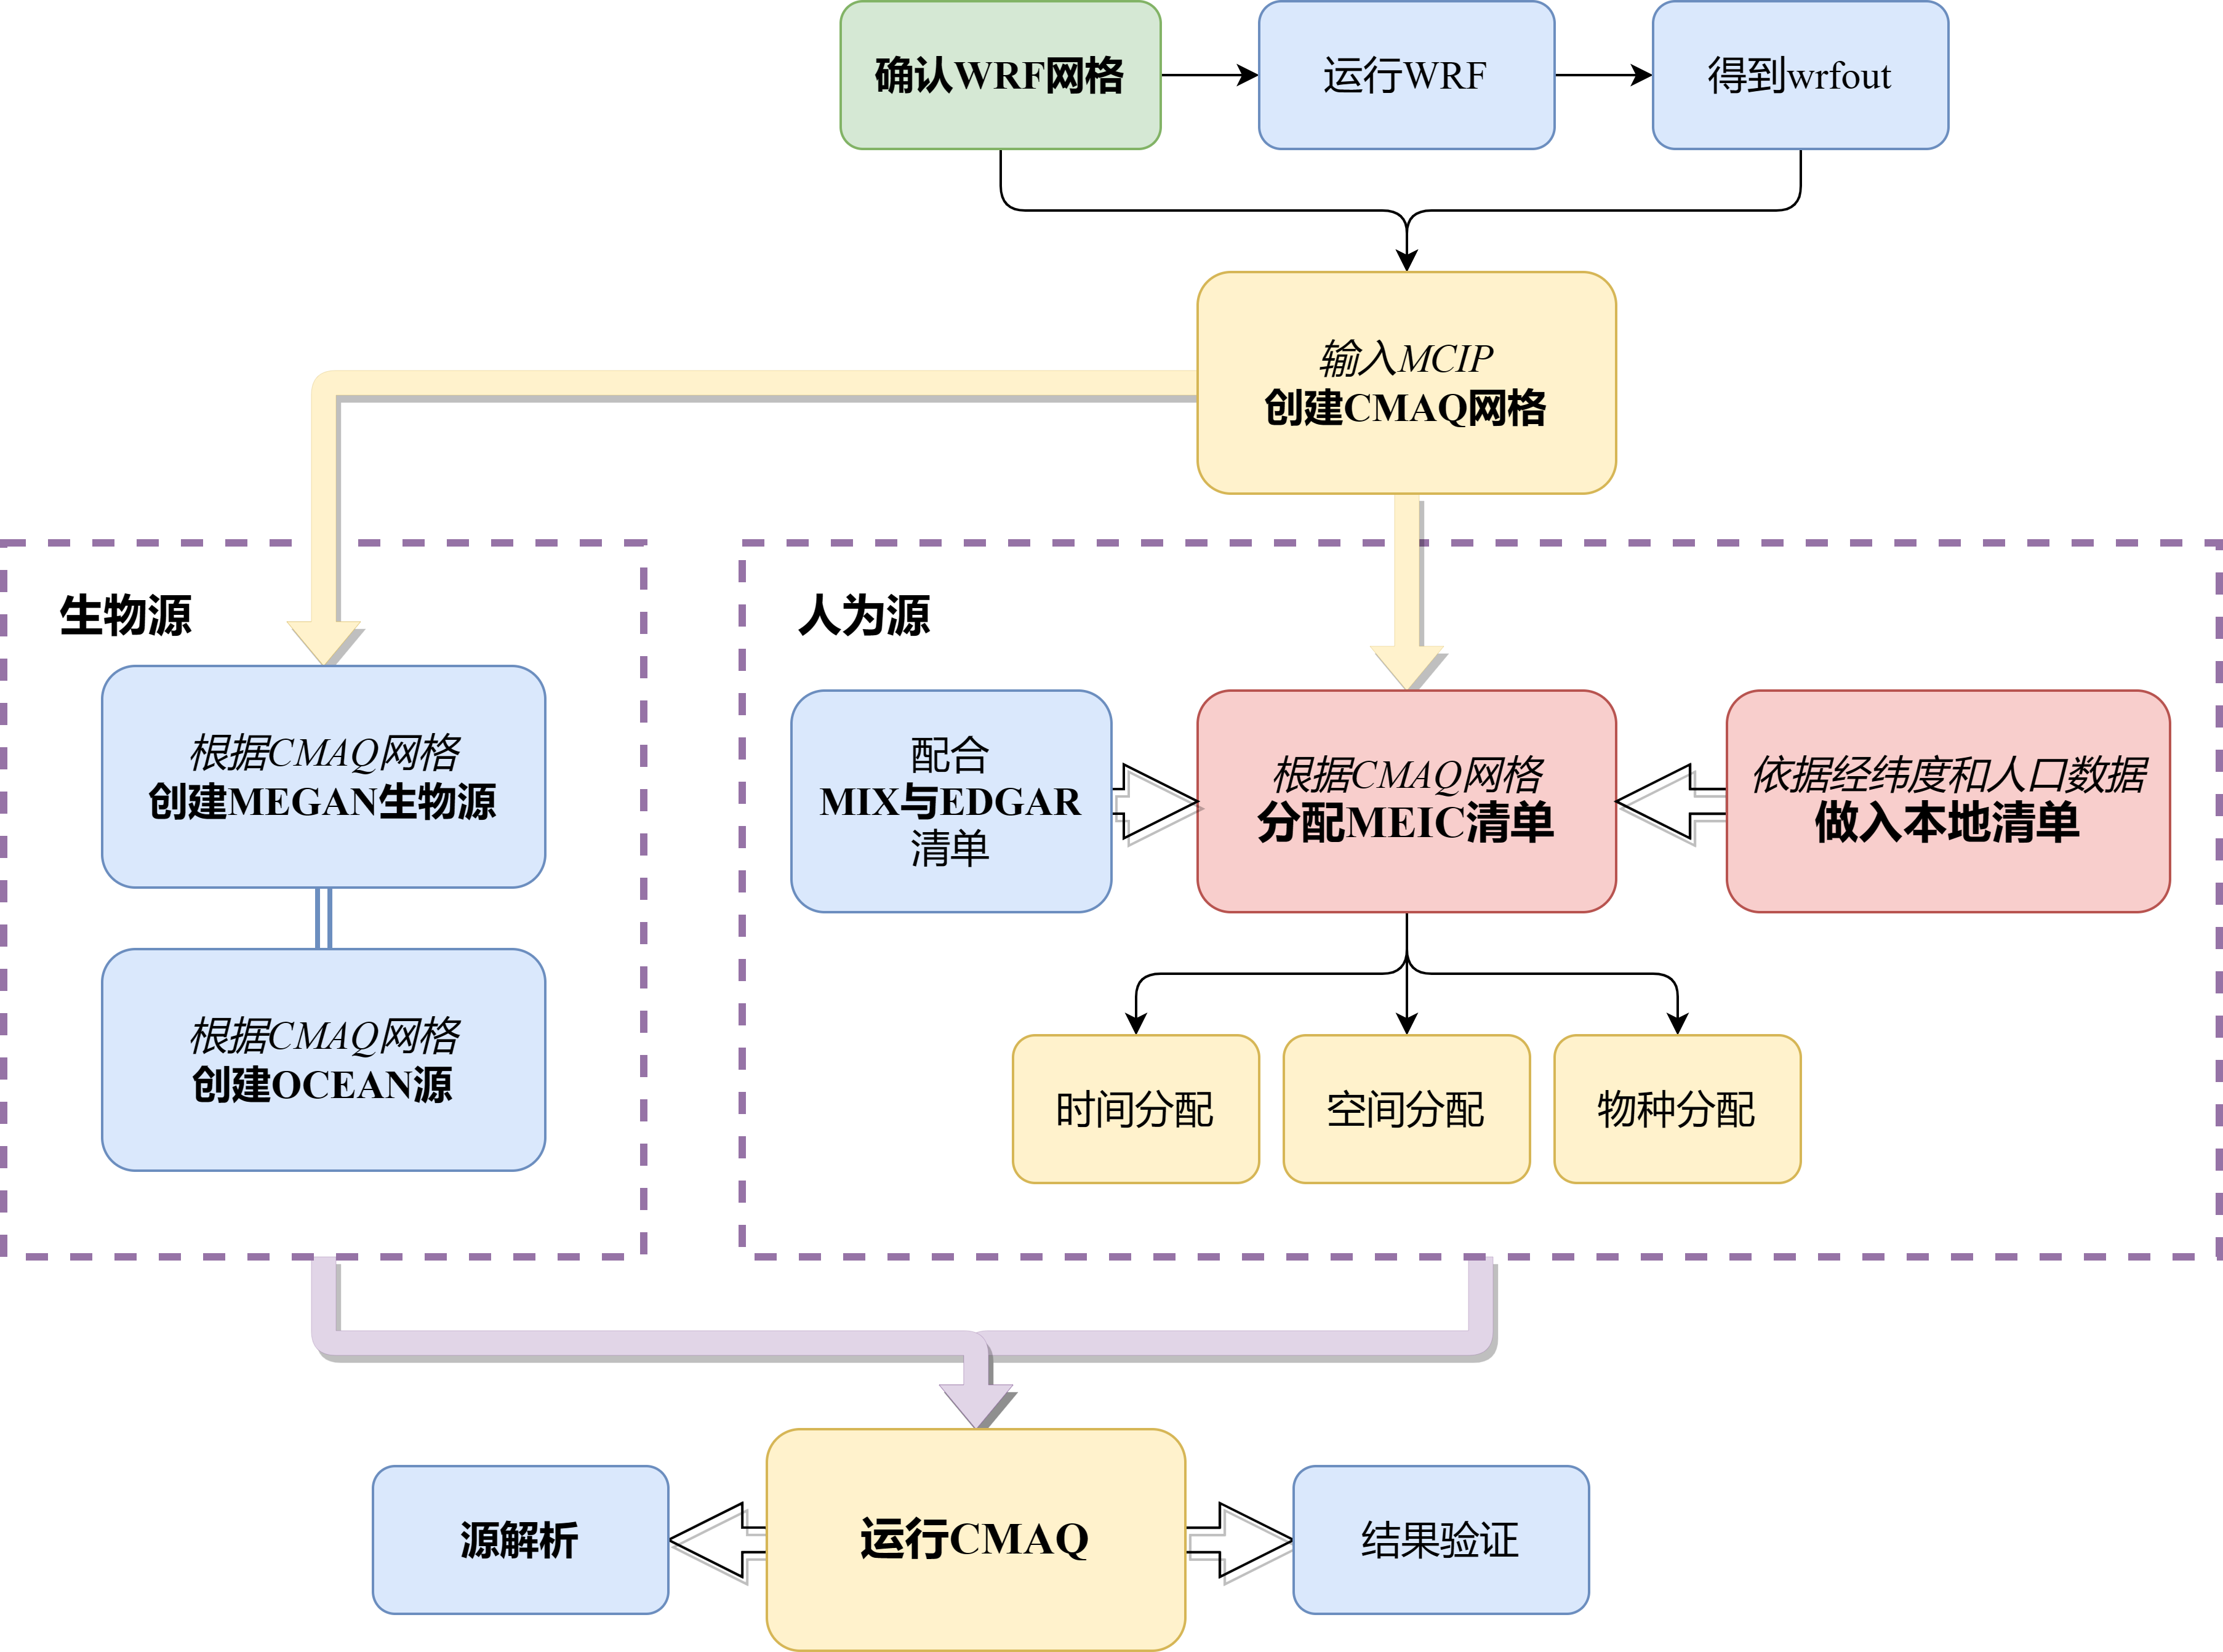 确认WRF网格
运行WRF
得到wrfout
输入MCIP
创建CMAQ网格
生物源
人为源
根据CMAQ网格
创建MEGAN生物源
配合
MIX与EDGAR
清单
根据CMAQ网格
分配MEIC清单
依据经纬度和人口数据
做入本地清单
根据CMAQ网格
创建OCEAN源
时间分配
空间分配
物种分配
源解析
运行CMAQ
结果验证